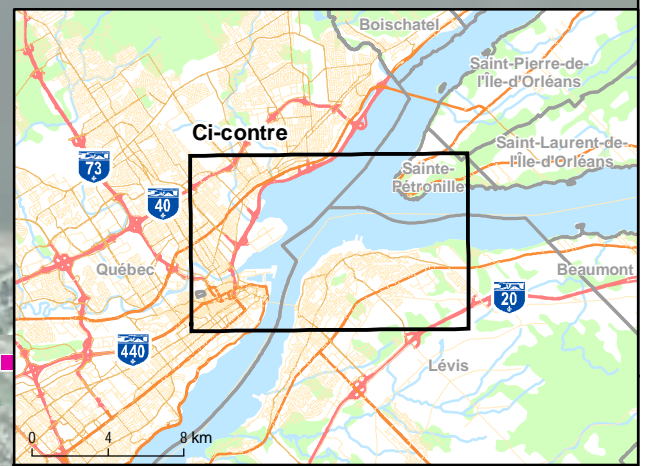 Boischatel
Saint-Pierre-de-
l'Île-d'Orléans
Ci-contre
Saint-Laurent-de-
l'Île-d'Orléans
73
Sainte-
Pétronille
40
Québec
Beaumont
20
440
Lévis
0 4 8 km